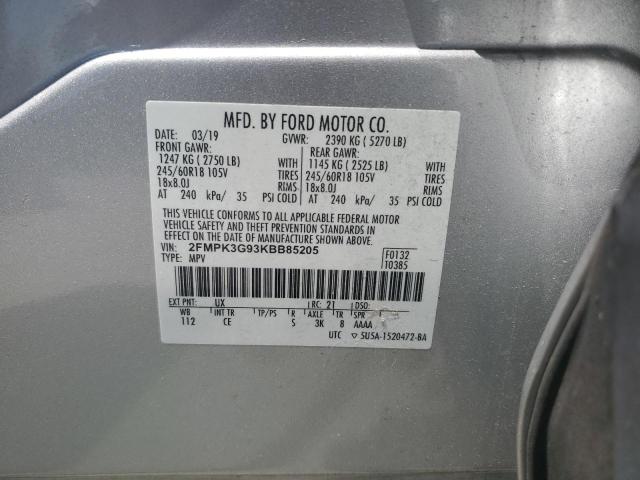 MFD. BY FORD MOTOR CO.
DATE: 03/19 GVWR: 2390 KG ( 5270 LB)
FRONT GAWR: REAR GAWR:
1247 KG ( 2750 LB) WITH 1145 KG ( 2525 LB) WITH
245/60R18 105V TIRES 245/60R18 105V TIRES
18x8.0J RIMS 18x8.0J RIMS
AT 240 kPa/ 35 PSI COLD AT 240 kPa/ 35 PSI COLD
THIS VEHICLE CONFORMS TO ALL APPLICABLE FEDERAL MOTOR
VEHICLE SAFETY AND THEFT PREVENTION STANDARDS IN
EFFECT ON THE DATE OF MANUFACTURE SHOWN ABOVE.
VIN: 2FMPK3G93KBB85205 F0132
TYPE: MPV 10385
EXT PNT: UX RC: 21 DSO:
WB INT TR TP/PS R AXLE TR SPR
112 CE S 3K 8 AAAA
UTC ▽ 5U5A-1520472-BA